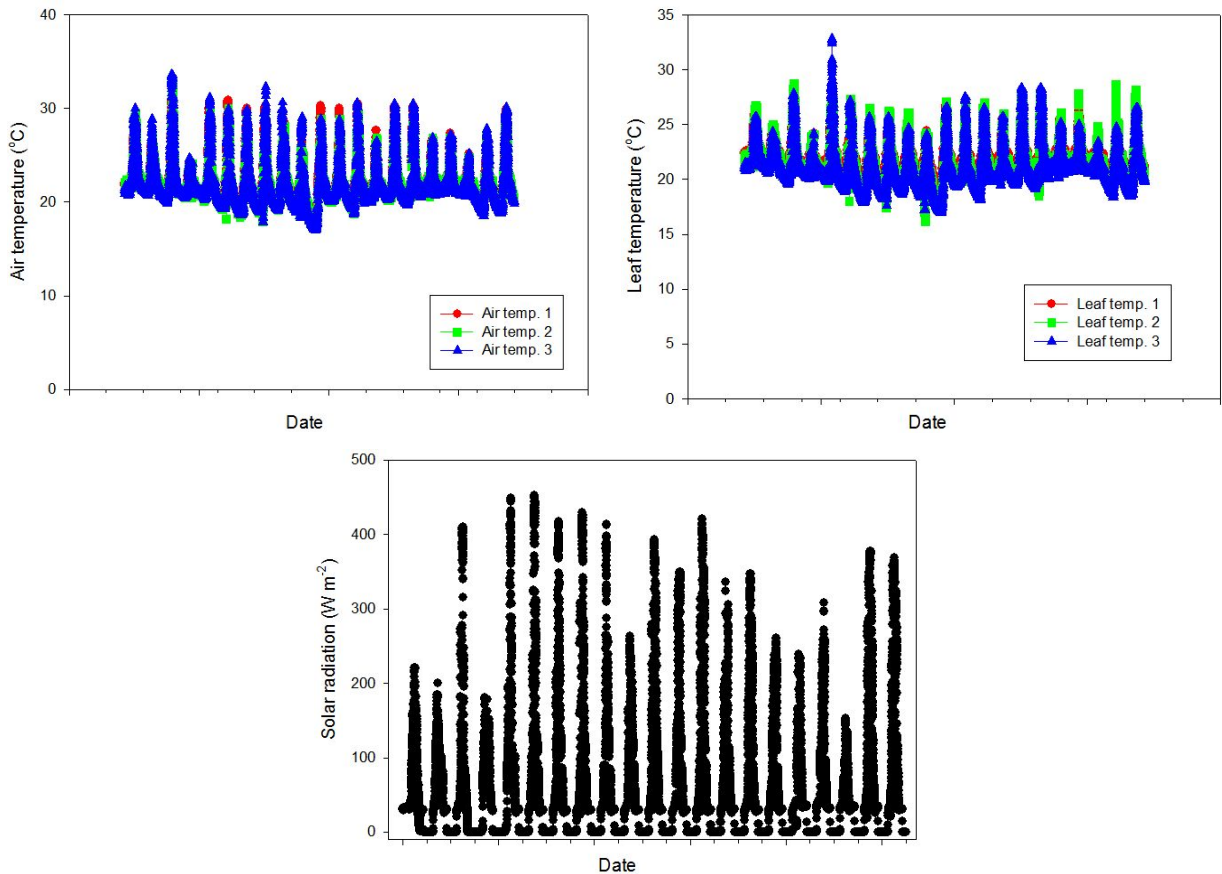 Air temperature (°C)
40
30
20
10
0
Air temp. 1
Air temp. 2
Air temp. 3
Date
Leaf temperature (°C)
35
30
25
20
15
10
5
0
Leaf temp. 1
Leaf temp. 2
Leaf temp. 3
Date
Solar radiation (W m⁻²)
500
400
300
200
100
0
Date